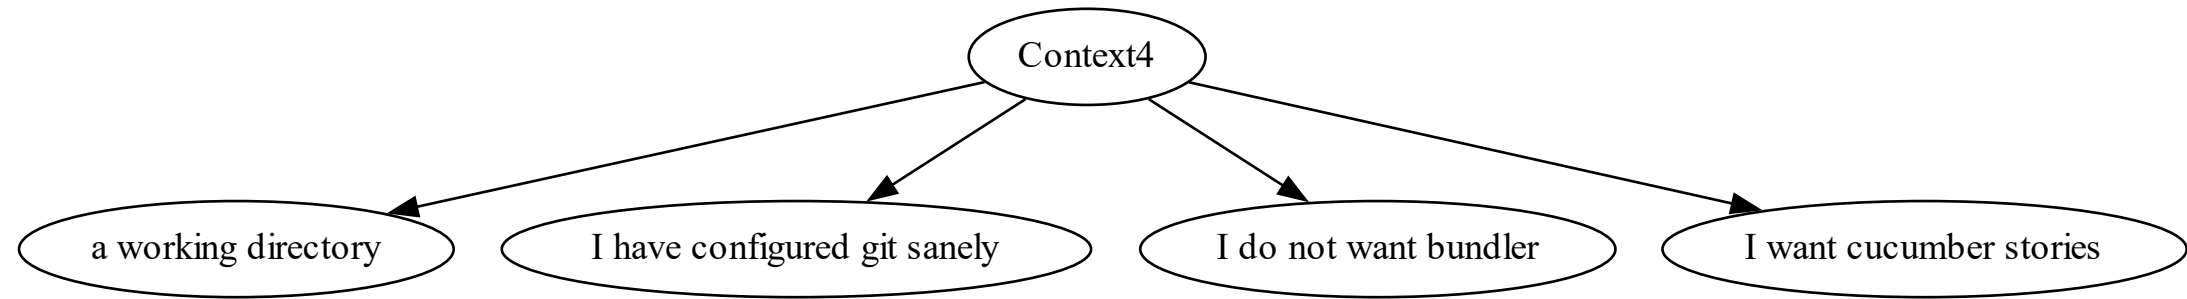 Context4
a working directory
I have configured git sanely
I do not want bundler
I want cucumber stories